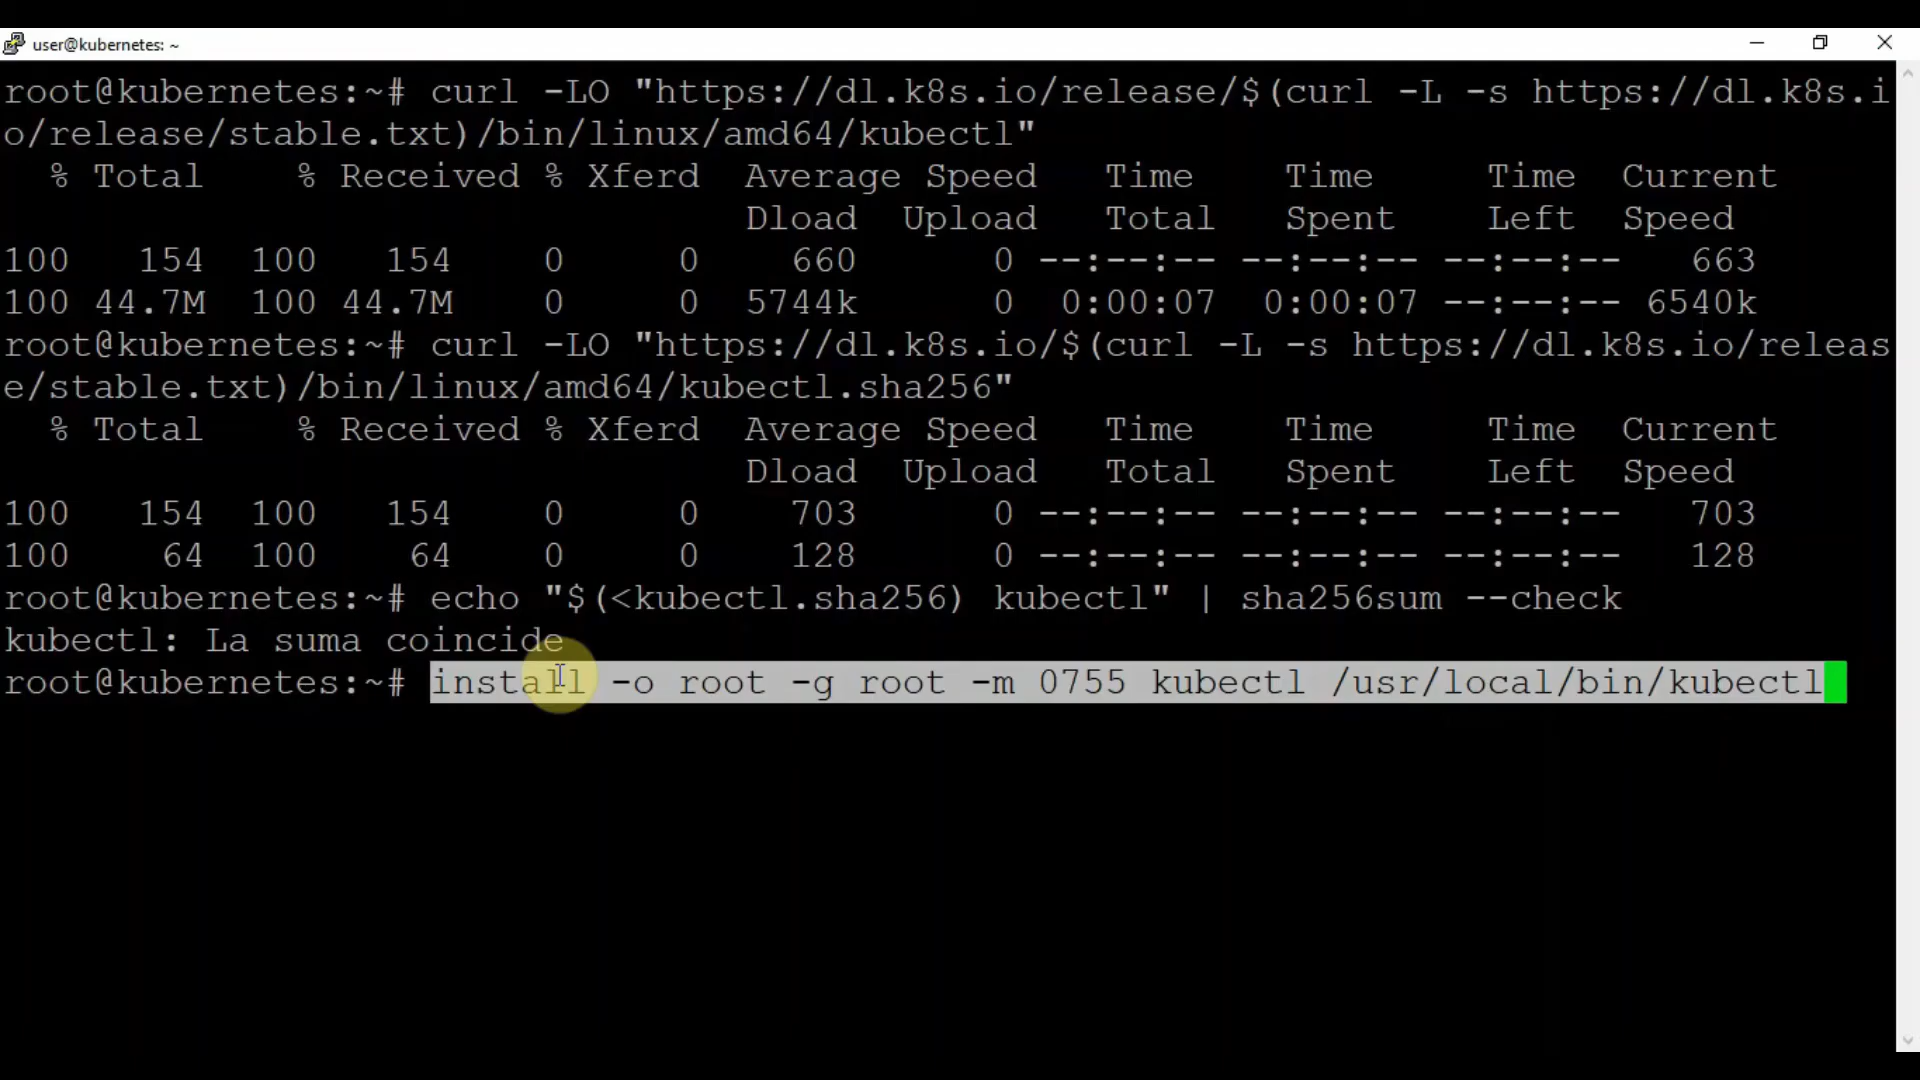 user@kubernetes: ~
root@kubernetes:~# curl -LO "https://dl.k8s.io/release/$(curl -L -s https://dl.k8s.i
o/release/stable.txt)/bin/linux/amd64/kubectl"
% Total % Received % Xferd Average Speed Time Time Time Current
Dload Upload Total Spent Left Speed
100 154 100 154 0 0 660 0 --:--:-- --:--:-- --:--:-- 663
100 44.7M 100 44.7M 0 0 5744k 0 0:00:07 0:00:07 --:--:-- 6540k
root@kubernetes:~# curl -LO "https://dl.k8s.io/$(curl -L -s https://dl.k8s.io/releas
e/stable.txt)/bin/linux/amd64/kubectl.sha256"
% Total % Received % Xferd Average Speed Time Time Time Current
Dload Upload Total Spent Left Speed
100 154 100 154 0 0 703 0 --:--:-- --:--:-- --:--:-- 703
100 64 100 64 0 0 128 0 --:--:-- --:--:-- --:--:-- 128
root@kubernetes:~# echo "$(<kubectl.sha256) kubectl" | sha256sum --check
kubectl: La suma coincide
root@kubernetes:~# install -o root -g root -m 0755 kubectl /usr/local/bin/kubectl